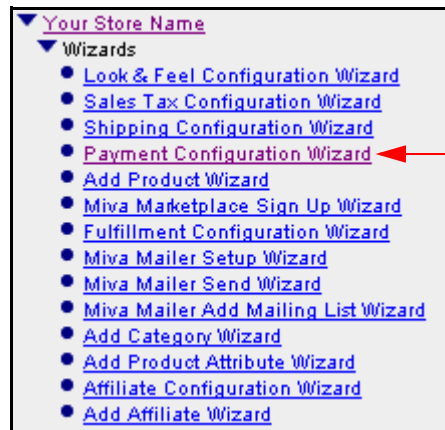 Your Store Name
Wizards
Look & Feel Configuration Wizard
Sales Tax Configuration Wizard
Shipping Configuration Wizard
Payment Configuration Wizard
Add Product Wizard
Miva Marketplace Sign Up Wizard
Fulfillment Configuration Wizard
Miva Mailer Setup Wizard
Miva Mailer Send Wizard
Miva Mailer Add Mailing List Wizard
Add Category Wizard
Add Product Attribute Wizard
Affiliate Configuration Wizard
Add Affiliate Wizard